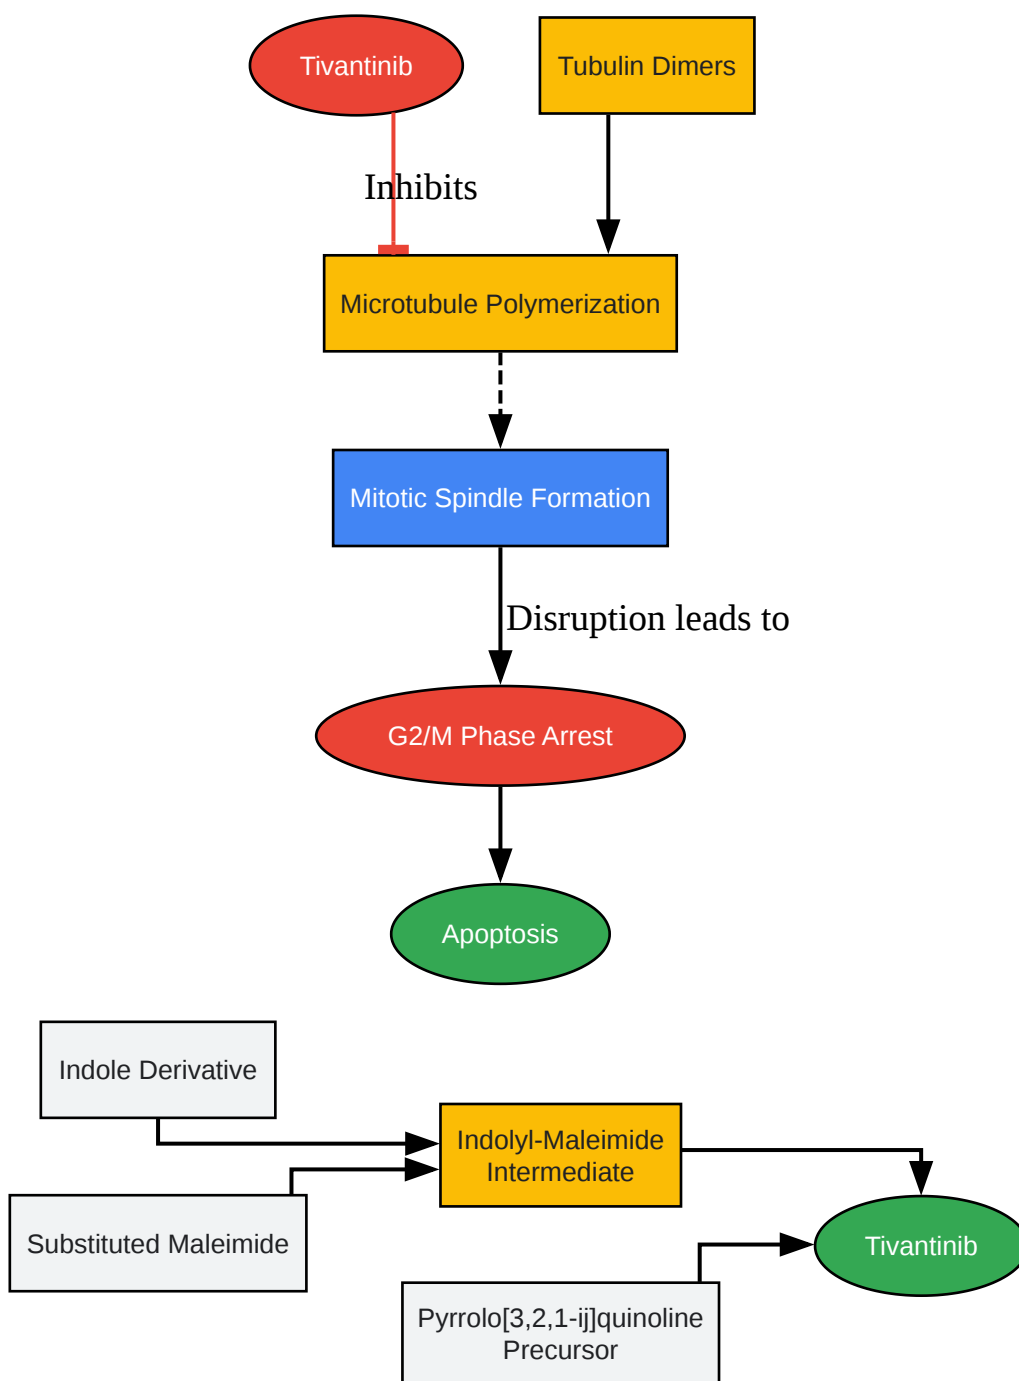 Tivantinib
Tubulin Dimers
Inhibits
Microtubule Polymerization
Mitotic Spindle Formation
Disruption leads to
G2/M Phase Arrest
Apoptosis
Indole Derivative
Indolyl-Maleimide
Intermediate
Substituted Maleimide
Tivantinib
Pyrrolo[3,2,1-ij]quinoline
Precursor